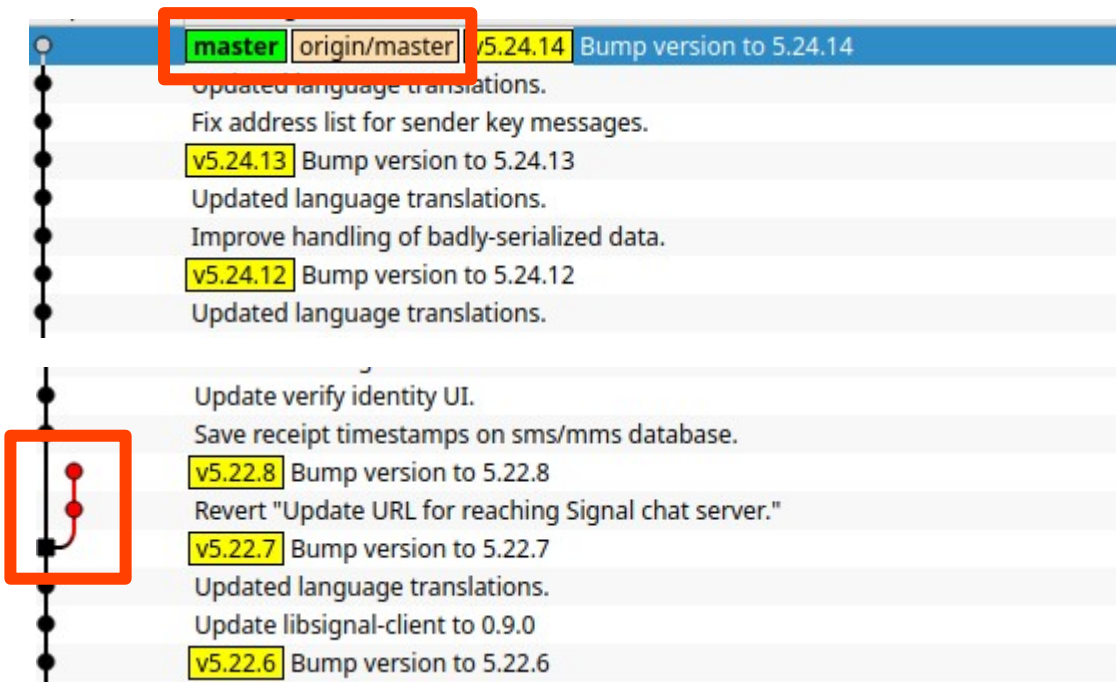 master origin/master v5.24.14 Bump version to 5.24.14
Updated language translations.
Fix address list for sender key messages.
v5.24.13 Bump version to 5.24.13
Updated language translations.
Improve handling of badly-serialized data.
v5.24.12 Bump version to 5.24.12
Updated language translations.
Update verify identity UI.
Save receipt timestamps on sms/mms database.
v5.22.8 Bump version to 5.22.8
Revert "Update URL for reaching Signal chat server."
v5.22.7 Bump version to 5.22.7
Updated language translations.
Update libsignal-client to 0.9.0
v5.22.6 Bump version to 5.22.6